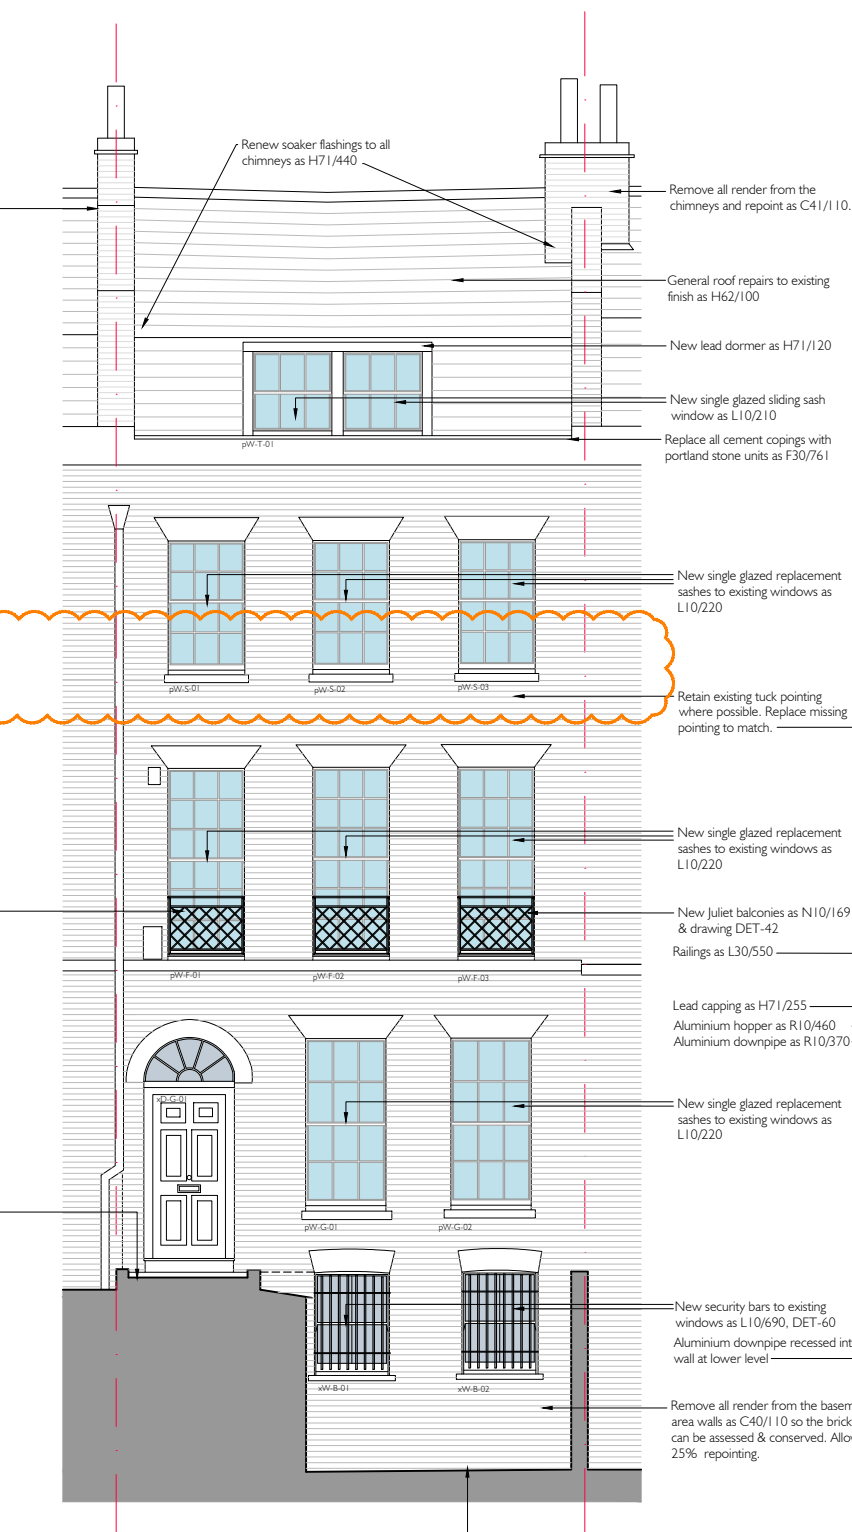 Renew soaker flashings to all
chimneys as H71/440
Remove all render from the
chimneys and repoint as C41/110.
General roof repairs to existing
finish as H62/100
New lead dormer as H71/120
New single glazed sliding sash
window as L10/210
pW-T-01
Replace all cement copings with
portland stone units as F30/761
New single glazed replacement
sashes to existing windows as
L10/220
pW-S-01
pW-S-02
pW-S-03
Retain existing tuck pointing
where possible. Replace missing
pointing to match.
New single glazed replacement
sashes to existing windows as
L10/220
New Juliet balconies as N10/169
& drawing DET-42
Railings as L30/550
pW-F-01
pW-F-02
pW-F-03
Lead capping as H71/255
Aluminium hopper as R10/460
Aluminium downpipe as R10/370
xD-G-01
New single glazed replacement
sashes to existing windows as
L10/220
pW-G-01
pW-G-02
New security bars to existing
windows as L10/690, DET-60
Aluminium downpipe recessed int
wall at lower level
xW-B-01
xW-B-02
Remove all render from the basem
area walls as C40/110 so the brick
can be assessed & conserved. Allow
25% repointing.